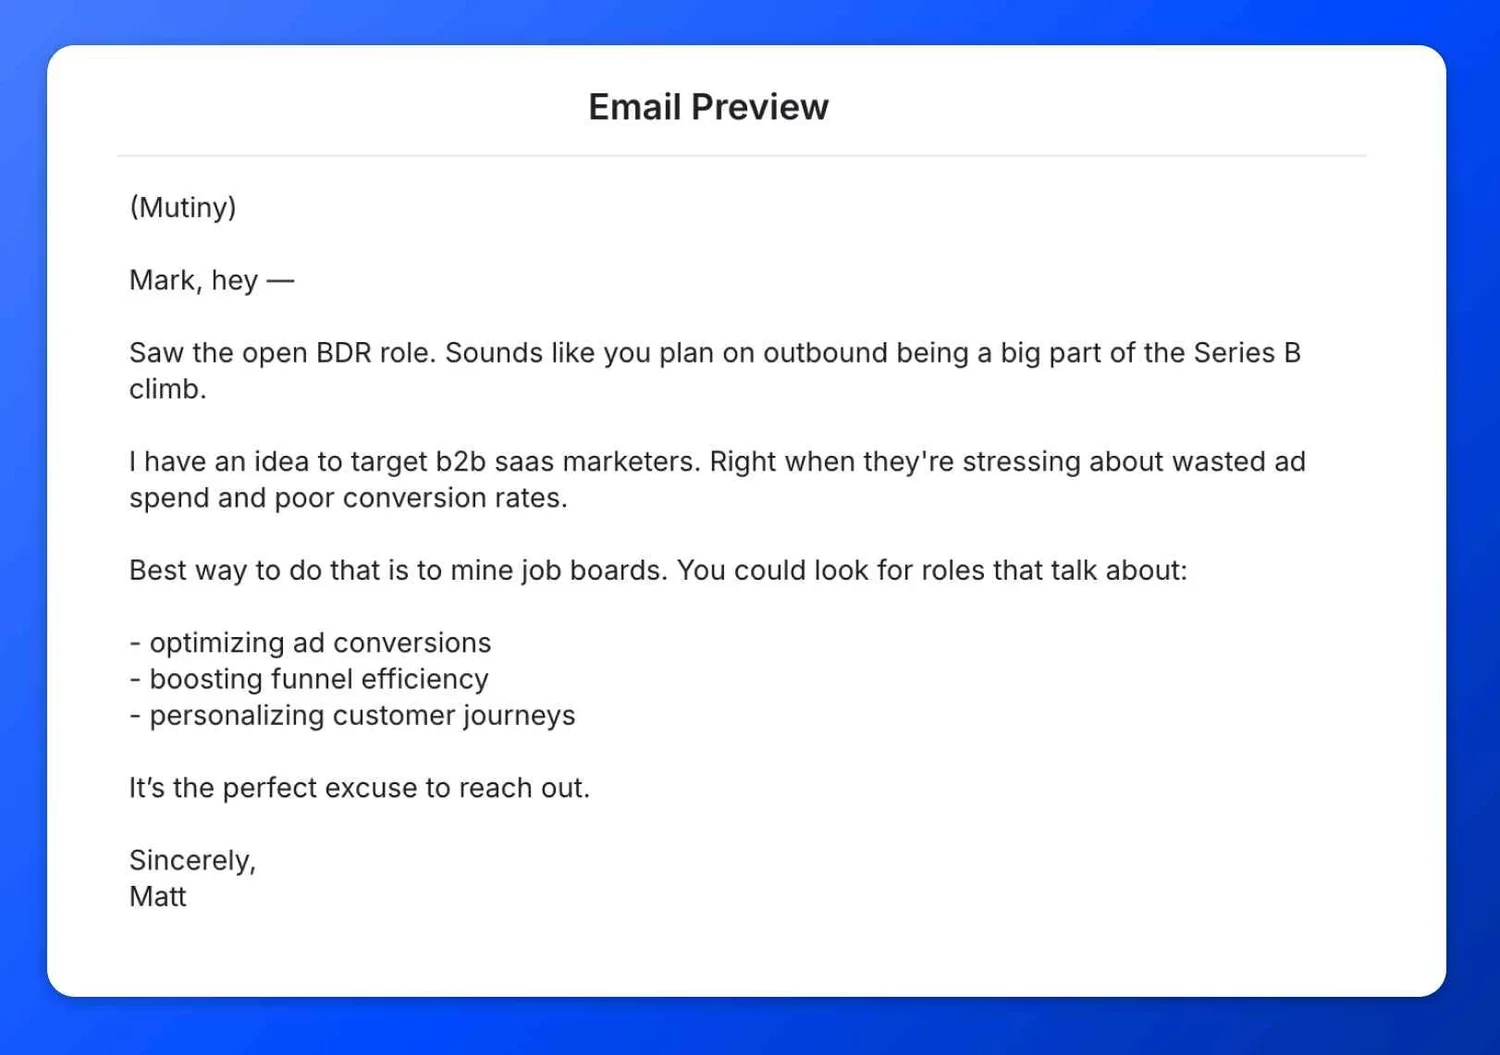 Email Preview
(Mutiny)
Mark, hey —
Saw the open BDR role. Sounds like you plan on outbound being a big part of the Series B
climb.
I have an idea to target b2b saas marketers. Right when they're stressing about wasted ad
spend and poor conversion rates.
Best way to do that is to mine job boards. You could look for roles that talk about:
- optimizing ad conversions
- boosting funnel efficiency
- personalizing customer journeys
It’s the perfect excuse to reach out.
Sincerely,
Matt